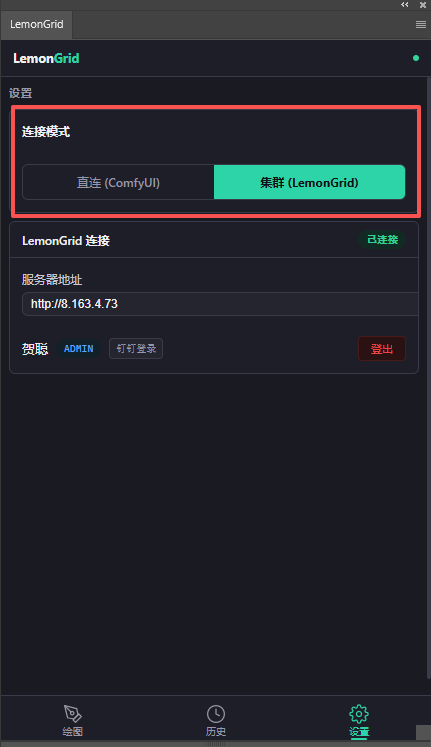 LemonGrid
LemonGrid
设置
连接模式
直连 (ComfyUI)
集群 (LemonGrid)
LemonGrid 连接
已连接
服务器地址
http://8.163.4.73
贺聪
ADMIN
钉钉登录
登出
绘图
历史
设置